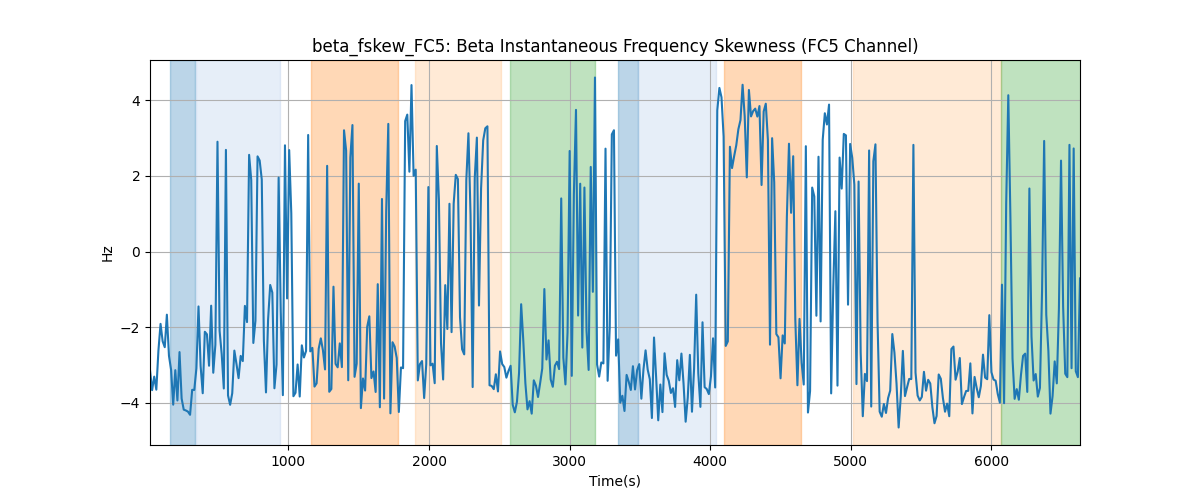 beta_fskew_FC5: Beta Instantaneous Frequency Skewness (FC5 Channel)
4
2
0
−2
−4
Hz
1000 2000 3000 4000 5000 6000
Time(s)